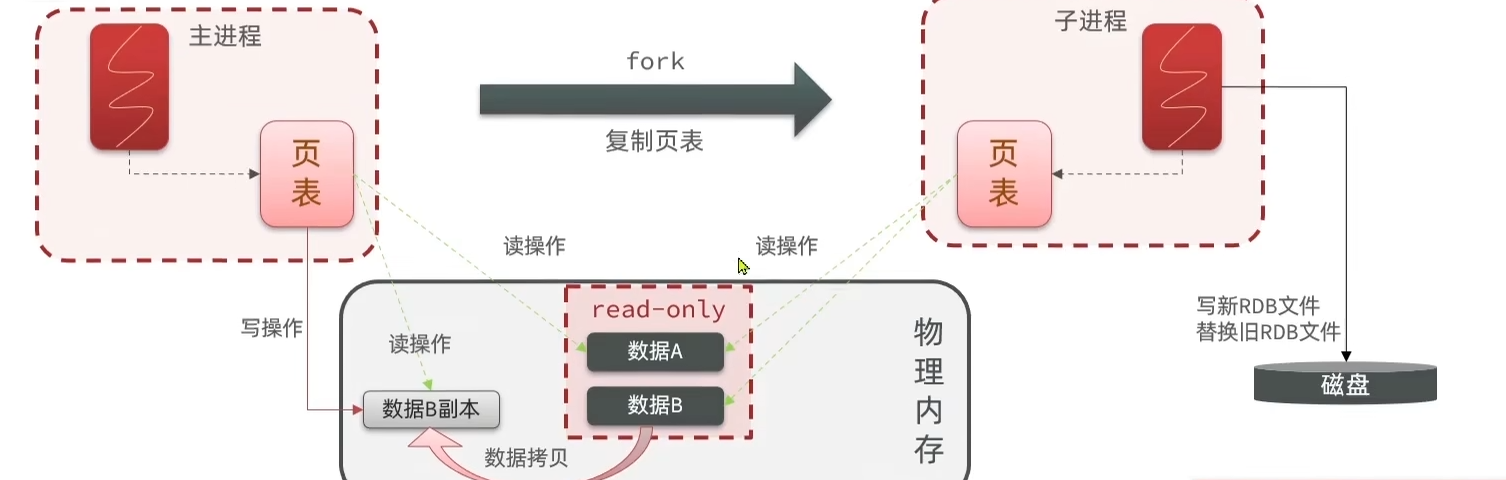 主进程
子进程
fork
复制页表
页
表
页
表
读操作
读操作
写操作
读操作
read-only
数据A
数据B
数据B副本
数据拷贝
物
理
内
存
写新RDB文件
替换旧RDB文件
磁盘